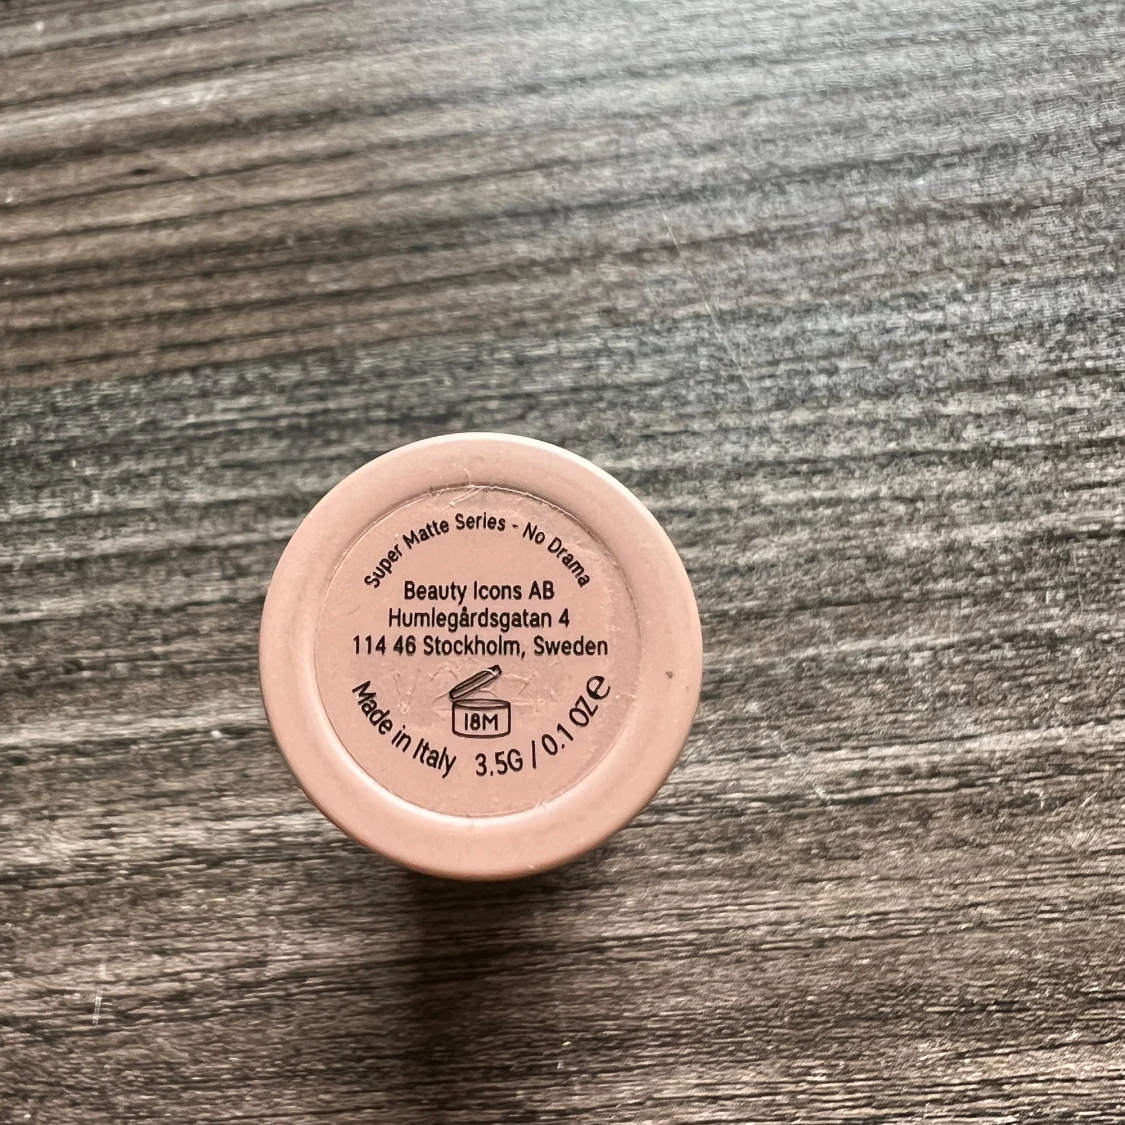 Super Matte Series - No Drama
Beauty Icons AB
Humlegårdsgatan 4
114 46 Stockholm, Sweden
18M
Made in Italy 3.5G / 0.1 OZ e